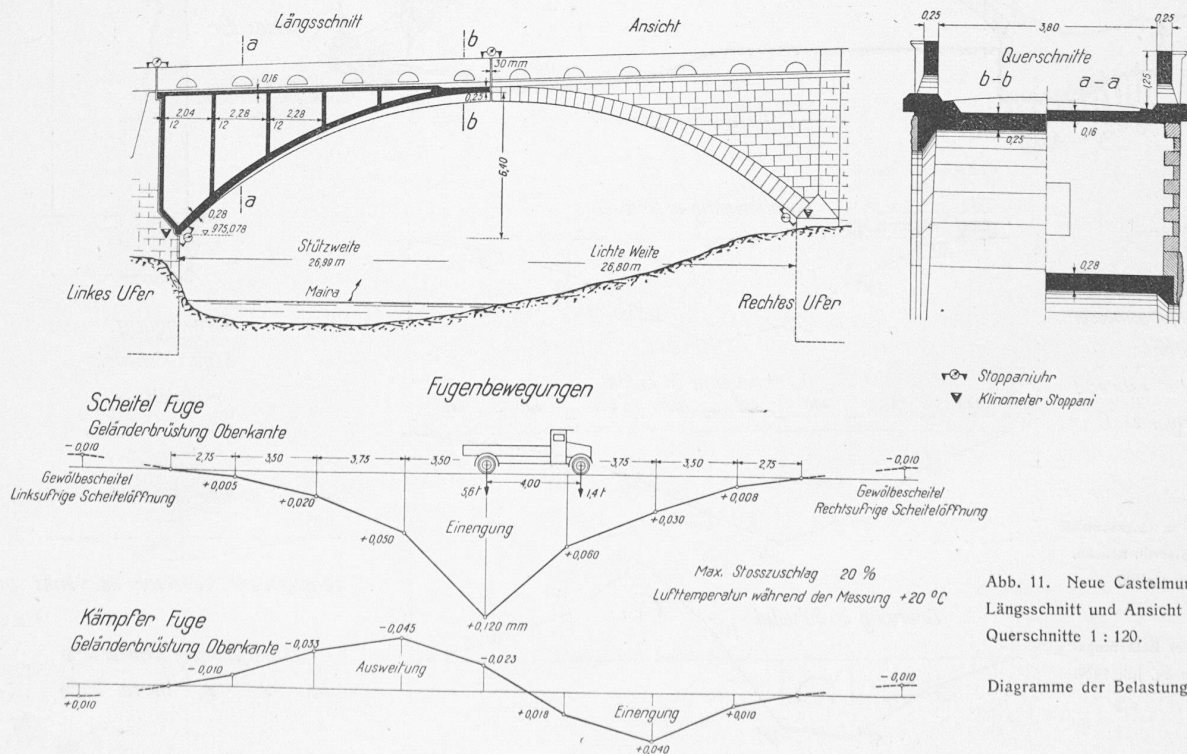 Längsschnitt
Ansicht
a
b
30 mm
0,16
0,25
2,04
2,28
2,28
12
12
12
b
a
6,40
0,28
975,078
Stützweite
26,99 m
Lichte Weite
26,80 m
Maira
Linkes Ufer
Rechtes Ufer
0,25
3,80
0,25
Querschnitte
b-b
a-a
1,25
0,25
0,16
0,28
Stoppaniuhr
Klinometer Stoppani
Fugenbewegungen
Scheitel Fuge
Geländerbrüstung Oberkante
-0,010
2,75
3,50
3,75
3,50
4,00
3,75
3,50
2,75
-0,010
Gewölbescheitel
Linksufrige Scheitelöffnung
+0,005
+0,020
+0,050
5,6 t
1,4 t
Einengung
+0,120 mm
+0,060
+0,030
+0,008
Gewölbescheitel
Rechtsufrige Scheitelöffnung
Max. Stosszuschlag 20 %
Lufttemperatur während der Messung +20 °C
Kämpfer Fuge
Geländerbrüstung Oberkante
+0,010
-0,010
-0,033
-0,045
Ausweitung
-0,023
+0,018
Einengung
+0,040
+0,010
-0,010
Abb. 11. Neue Castelmur
Längsschnitt und Ansicht
Querschnitte 1 : 120.
Diagramme der Belastung